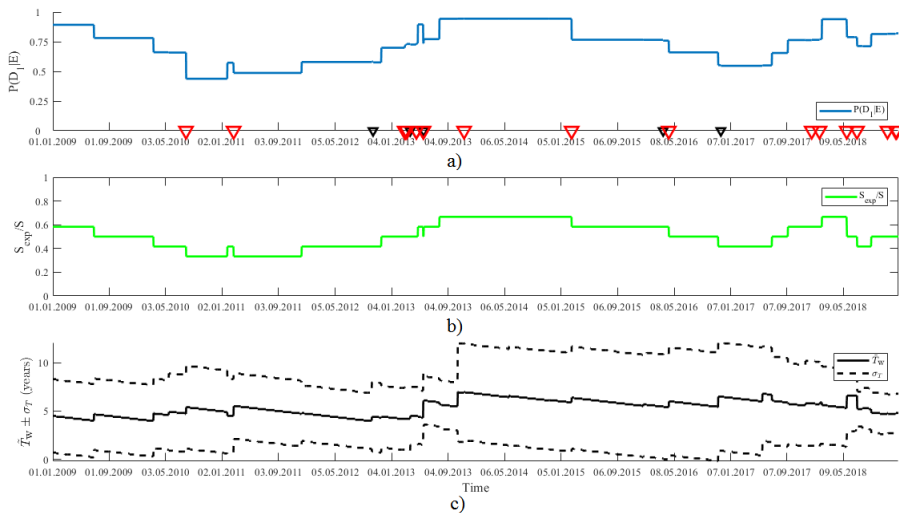 1
0.75
0.5
0.25
0
P(D₁|E)
P(D₁|E)
01.01.2009 01.09.2009 03.05.2010 02.01.2011 03.09.2011 05.05.2012 04.01.2013 04.09.2013 06.05.2014 05.01.2015 06.09.2015 08.05.2016 07.01.2017 07.09.2017 09.05.2018
a)
1
0.8
0.6
0.4
0.2
0
S_exp/S
S_exp/S
01.01.2009 01.09.2009 03.05.2010 02.01.2011 03.09.2011 05.05.2012 04.01.2013 04.09.2013 06.05.2014 05.01.2015 06.09.2015 08.05.2016 07.01.2017 07.09.2017 09.05.2018
b)
10
5
0
T̃_W ± σ_T (years)
T̃_W
σ_T
01.01.2009 01.09.2009 03.05.2010 02.01.2011 03.09.2011 05.05.2012 04.01.2013 04.09.2013 06.05.2014 05.01.2015 06.09.2015 08.05.2016 07.01.2017 07.09.2017 09.05.2018
Time
c)